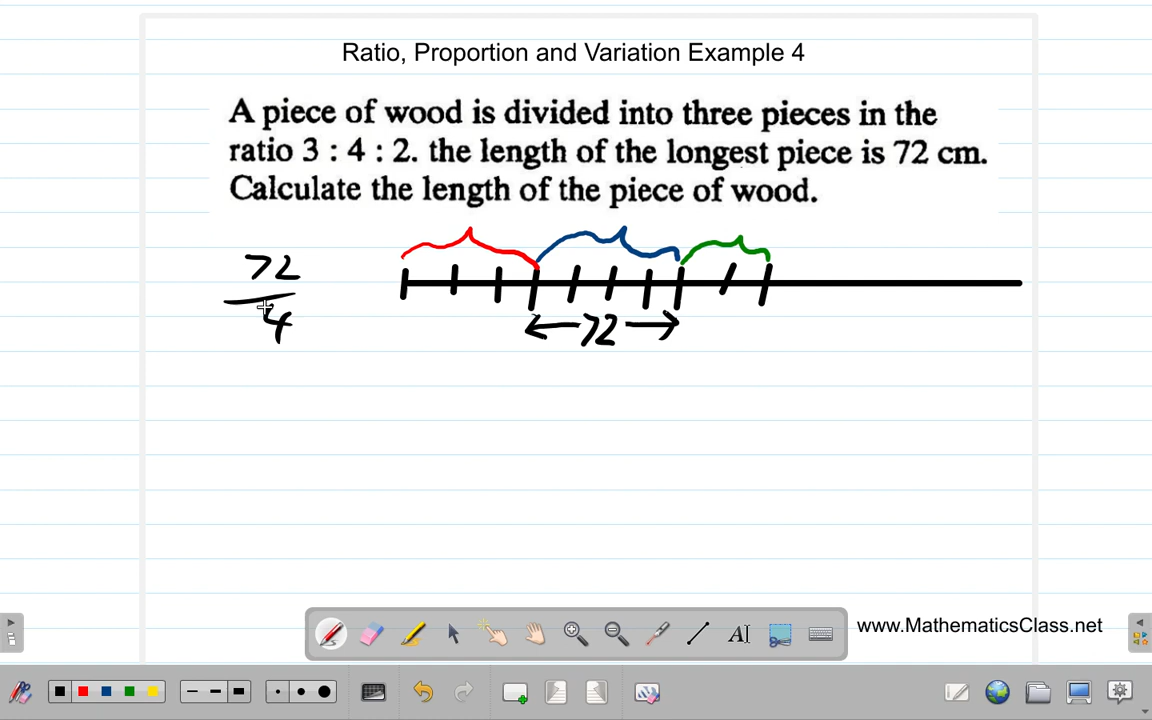 Ratio, Proportion and Variation Example 4
A piece of wood is divided into three pieces in the
ratio 3 : 4 : 2. the length of the longest piece is 72 cm.
Calculate the length of the piece of wood.
72
4
72
www.MathematicsClass.net